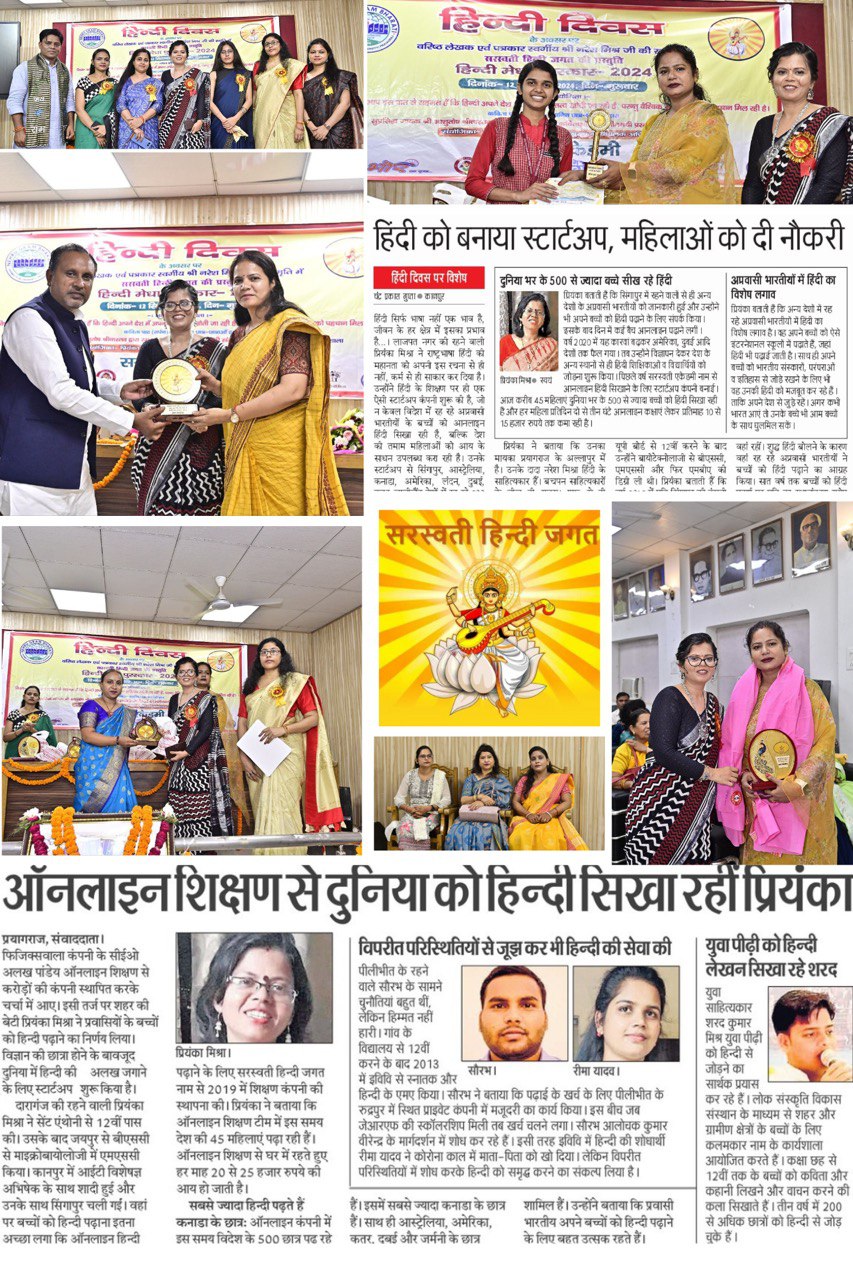 हिन्दी दिवस
के अवसर पर
वरिष्ठ लेखक एवं पत्रकार स्वर्गीय श्री नरेश मिश्र जी की
सरस्वती हिन्दी जगत की प्रस्तुति
हिन्दी मेधा पुरस्कार- 2024
हिंदी को बनाया स्टार्टअप, महिलाओं को दी नौकरी
हिंदी दिवस पर विशेष
चंद्र प्रकाश गुप्ता ● कानपुर
हिंदी सिर्फ भाषा नहीं एक भाव है,
जीवन के हर क्षेत्र में इसका प्रभाव
है...। लाजपत नगर की रहने वाली
प्रियंका मिश्रा ने राष्ट्रभाषा हिंदी की
महानता को अपनी इस रचना से ही
नहीं, कर्म से ही साकार कर दिया है।
उन्होंने हिंदी के शिक्षण पर ही एक
ऐसी स्टार्टअप कंपनी शुरू की है, जो
न केवल विदेश में रह रहे अप्रवासी
भारतीयों के बच्चों को आनलाइन
हिंदी सिखा रही है, बल्कि देश की
तमाम महिलाओं को आय के
साधन उपलब्ध करा रही है। उनके
स्टार्टअप से सिंगापुर, आस्ट्रेलिया,
कनाडा, अमेरिका, लंदन, दुबई,
दुनिया भर के 500 से ज्यादा बच्चे सीख रहे हिंदी
प्रियंका बताती है कि सिंगापुर में रहने वालों से ही अन्य
देशों के अप्रवासी भारतीयों को जानकारी हुई और उन्होंने
भी अपने बच्चों को हिंदी पढ़ाने के लिए संपर्क किया।
इसके बाद दिन में कई बैच आनलाइन पढ़ाने लगीं।
वर्ष 2020 में यह कारवां बढ़कर अमेरिका, दुबई आदि
देशों तक फैल गया। तब उन्होंने विज्ञापन देकर देश के
अन्य स्थानों से ही हिंदी शिक्षिकाओं व विद्यार्थियों को
जोड़ना शुरू किया। पिछले वर्ष सरस्वती एकेडमी नाम से
आनलाइन हिंदी सिखाने के लिए स्टार्टअप कंपनी बनाई।
प्रियंका मिश्रा ● स्वयं
आज करीब 45 महिलाएं दुनिया भर के 500 से ज्यादा बच्चों को हिंदी सिखा रही
हैं और हर महिला प्रतिदिन दो से तीन घंटे आनलाइन कक्षाएं लेकर प्रतिमाह 10 से
15 हजार रुपये तक कमा रही है।
अप्रवासी भारतीयों में हिंदी का
विशेष लगाव
प्रियंका बताती हैं कि अन्य देशों में रह
रहे अप्रवासी भारतीयों में हिंदी का
विशेष लगाव है। वह अपने बच्चों को ऐसे
इंटरनेशनल स्कूलों में पढ़ाते हैं, जहां
हिंदी भी पढ़ाई जाती है। साथ ही अपने
बच्चों को भारतीय संस्कारों, परंपराओं
व इतिहास से जोड़े रखने के लिए भी
वह उनकी हिंदी को मजबूत कर रहे हैं।
ताकि अपने देश से जुड़े रहें। अगर कभी
भारत आएं तो उनके बच्चे भी आम बच्चों
के साथ घुलमिल सकें।
प्रियंका ने बताया कि उनका
मायका प्रयागराज के अल्लापुर में
है। उनके दादा नरेश मिश्रा हिंदी के
साहित्यकार हैं। बचपन साहित्यकारों
यूपी बोर्ड से 12वीं करने के बाद
उन्होंने बायोटेक्नोलाजी से बीएससी,
एमएससी और फिर एमबीए की
डिग्री ली थी। प्रियंका बताती हैं कि
वहां रहीं। शुद्ध हिंदी बोलने के कारण
वहां रह रहे अप्रवासी भारतीयों ने
बच्चों को हिंदी पढ़ाने का आग्रह
किया। सात वर्ष तक बच्चों को हिंदी
सरस्वती हिन्दी जगत
ऑनलाइन शिक्षण से दुनिया को हिन्दी सिखा रहीं प्रियंका
प्रयागराज, संवाददाता।
फिजिक्सवाला कंपनी के सीईओ
अलख पांडेय ऑनलाइन शिक्षण से
करोड़ों की कंपनी स्थापित करके
चर्चा में आए। इसी तर्ज पर शहर की
बेटी प्रियंका मिश्रा ने प्रवासियों के बच्चों
को हिन्दी पढ़ाने का निर्णय लिया।
विज्ञान की छात्रा होने के बावजूद
दुनिया में हिन्दी की अलख जगाने
के लिए स्टार्टअप शुरू किया है।
दारागंज की रहने वाली प्रियंका
मिश्रा ने सेंट एंथोनी से 12वीं पास
की। उसके बाद जयपुर से बीएससी
से माइक्रोबायोलोजी में एमएससी
किया। कानपुर में आईटी विशेषज्ञ
अभिषेक के साथ शादी हुई और
उनके साथ सिंगापुर चली गईं। वहां
पर बच्चों को हिन्दी पढ़ाना इतना
अच्छा लगा कि ऑनलाइन हिन्दी
प्रियंका मिश्रा।
पढ़ाने के लिए सरस्वती हिन्दी जगत
नाम से 2019 में शिक्षण कंपनी की
स्थापना की। प्रियंका ने बताया कि
ऑनलाइन शिक्षण टीम में इस समय
देश की 45 महिलाएं पढ़ा रही हैं।
ऑनलाइन शिक्षण से घर में रहते हुए
हर माह 20 से 25 हजार रुपये की
आय हो जाती है।
सबसे ज्यादा हिन्दी पढ़ते हैं
कनाडा के छात्र: ऑनलाइन कंपनी में
इस समय विदेश के 500 छात्र पढ़ रहे
विपरीत परिस्थितियों से जूझ कर भी हिन्दी की सेवा की
पीलीभीत के रहने
वाले सौरभ के सामने
चुनौतियां बहुत थीं,
लेकिन हिम्मत नहीं
हारी। गांव के
विद्यालय से 12वीं
करने के बाद 2013
में इविवि से स्नातक और
सौरभ।
रीमा यादव।
हिन्दी के एमए किया। सौरभ ने बताया कि पढ़ाई के खर्च के लिए पीलीभीत के
रुद्रपुर में स्थित प्राइवेट कंपनी में मजदूरी का कार्य किया। इस बीच जब
जेआरएफ की स्कॉलरशिप मिली तब खर्च चलने लगा। सौरभ आलोचक कुमार
वीरेन्द्र के मार्गदर्शन में शोध कर रहे हैं। इसी तरह इविवि में हिन्दी की शोधार्थी
रीमा यादव ने कोरोना काल में माता-पिता को खो दिया। लेकिन विपरीत
परिस्थितियों में शोध करके हिन्दी को समृद्ध करने का संकल्प लिया है।
हैं। इसमें सबसे ज्यादा कनाडा के छात्र
हैं। साथ ही आस्ट्रेलिया, अमेरिका,
कतर, दुबई और जर्मनी के छात्र
शामिल हैं। उन्होंने बताया कि प्रवासी
भारतीय अपने बच्चों को हिन्दी पढ़ाने
के लिए बहुत उत्सुक रहते हैं।
युवा पीढ़ी को हिन्दी
लेखन सिखा रहे शरद
युवा
साहित्यकार
शरद कुमार
मिश्र युवा पीढ़ी
को हिन्दी से
जोड़ने का
सार्थक प्रयास
कर रहे हैं। लोक संस्कृति विकास
संस्थान के माध्यम से शहर और
ग्रामीण क्षेत्रों के बच्चों के लिए
कलमकार नाम के कार्यशाला
आयोजित करते हैं। कक्षा छह से
12वीं तक के बच्चों को कविता और
कहानी लिखने और वाचन करने की
कला सिखाते हैं। तीन वर्ष में 200
से अधिक छात्रों को हिन्दी से जोड़
चुके हैं।